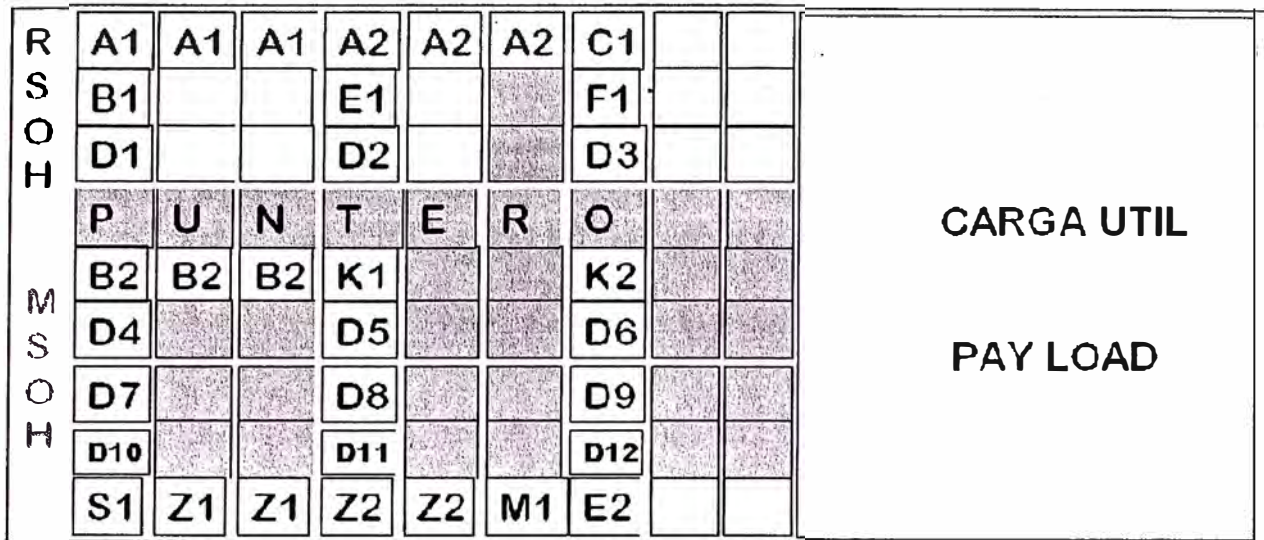 RSOH
A1 A1 A1 A2 A2 A2 C1
B1 E1 F1
D1 D2 D3
P U N T E R O
MSOH
B2 B2 B2 K1 K2
D4 D5 D6
D7 D8 D9
D10 D11 D12
S1 Z1 Z1 Z2 Z2 M1 E2
CARGA UTIL
PAY LOAD